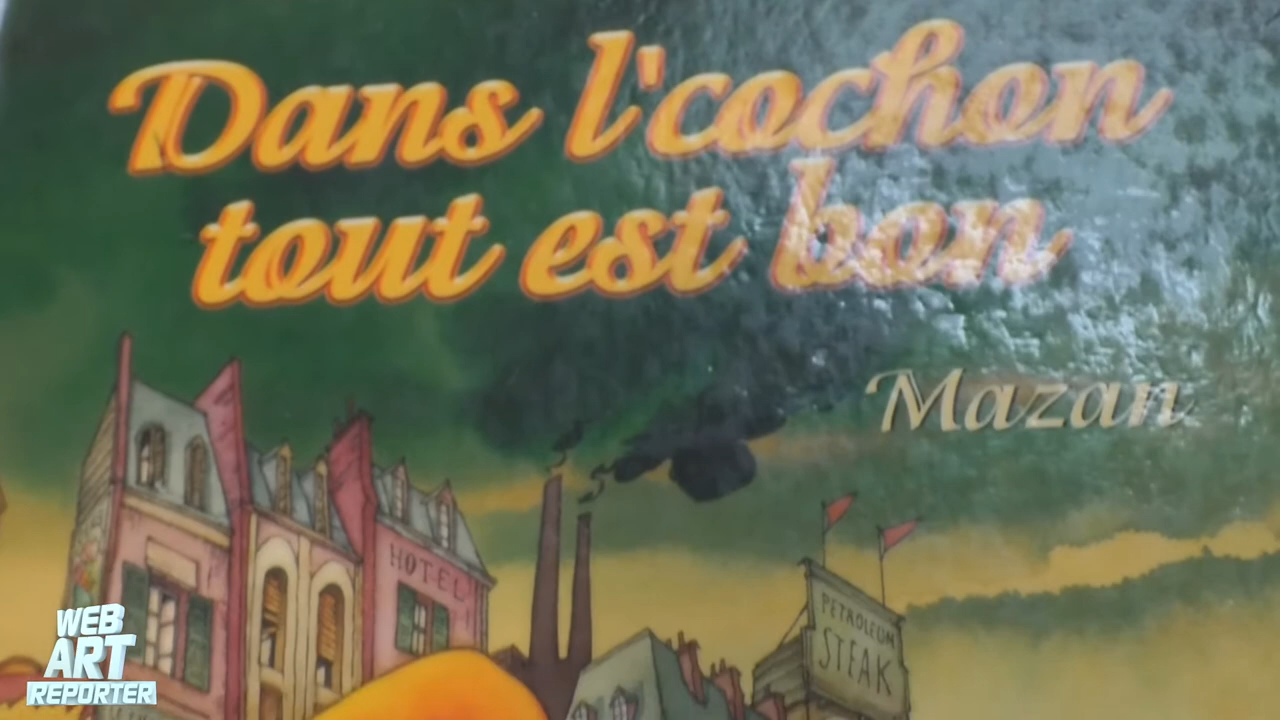 Dans l'cochon
tout est bon
Mazan
HOTEL
PETROLEUM
STEAK
WEB
ART
REPORTER